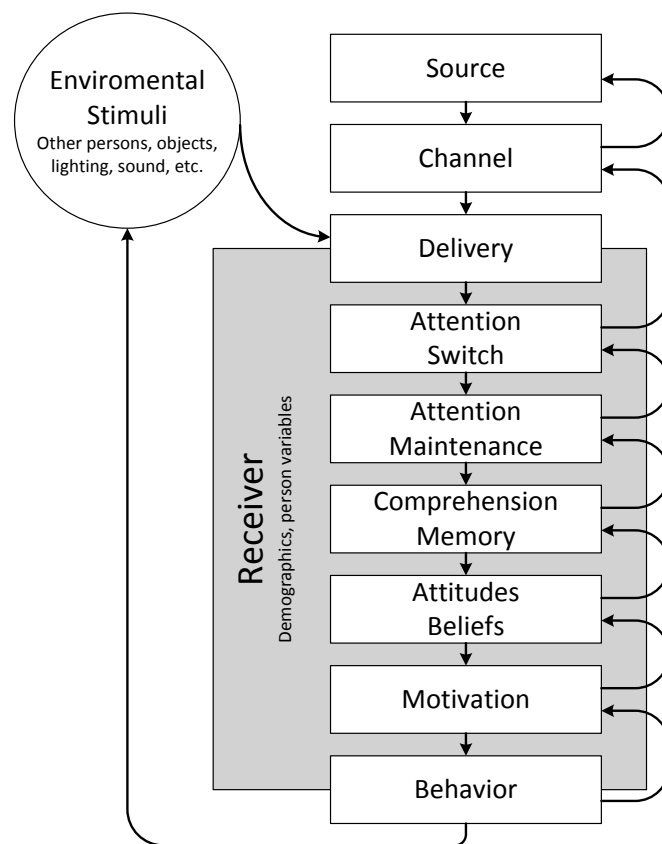 Enviromental
Stimuli
Other persons, objects,
lighting, sound, etc.
Source
Channel
Delivery
Attention
Switch
Attention
Maintenance
Comprehension
Memory
Attitudes
Beliefs
Motivation
Behavior
Receiver
Demographics, person variables